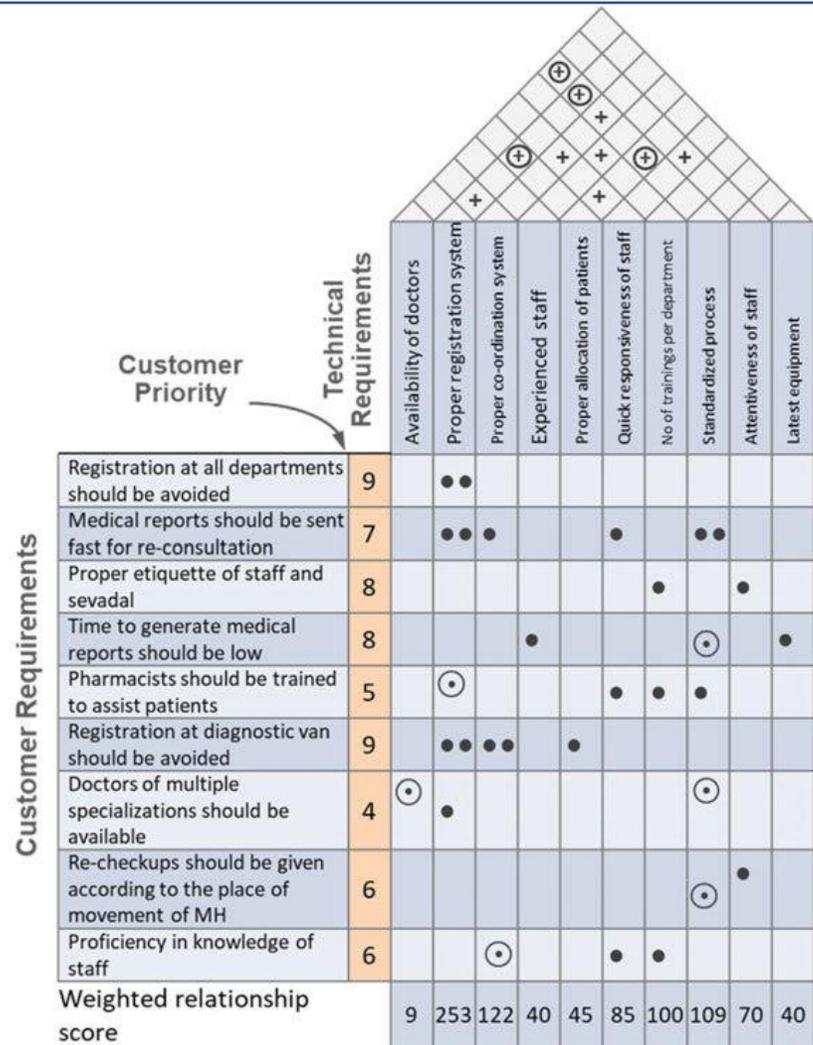 Technical
Requirements
Customer
Priority
Availability of doctors
Proper registration system
Proper co-ordination system
Experienced staff
Proper allocation of patients
Quick responsiveness of staff
No of trainings per department
Standardized process
Attentiveness of staff
Latest equipment
Customer Requirements
Registration at all departments
should be avoided
9
Medical reports should be sent
fast for re-consultation
7
Proper etiquette of staff and
sevadal
8
Time to generate medical
reports should be low
8
Pharmacists should be trained
to assist patients
5
Registration at diagnostic van
should be avoided
9
Doctors of multiple
specializations should be
available
4
Re-checkups should be given
according to the place of
movement of MH
6
Proficiency in knowledge of
staff
6
Weighted relationship
score
9 253 122 40 45 85 100 109 70 40